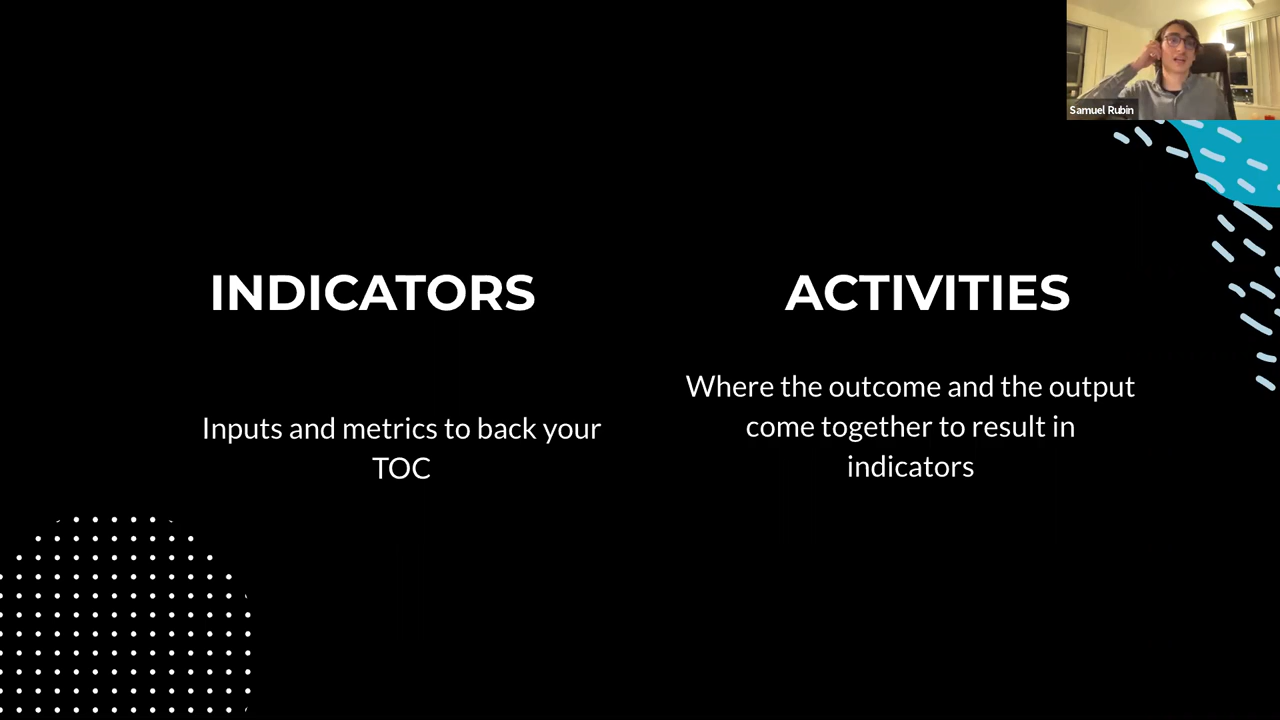 Samuel Rubin
INDICATORS
Inputs and metrics to back your
TOC
ACTIVITIES
Where the outcome and the output
come together to result in
indicators